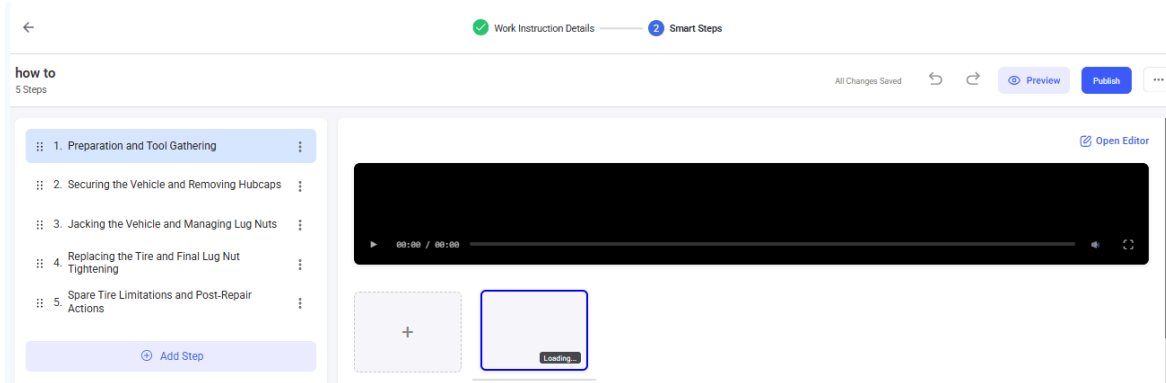 Work Instruction Details
2
Smart Steps
how to
5 Steps
All Changes Saved
Preview
Publish
1. Preparation and Tool Gathering
2. Securing the Vehicle and Removing Hubcaps
3. Jacking the Vehicle and Managing Lug Nuts
4. Replacing the Tire and Final Lug Nut
Tightening
5. Spare Tire Limitations and Post-Repair
Actions
Add Step
Open Editor
00:00 / 00:00
Loading...